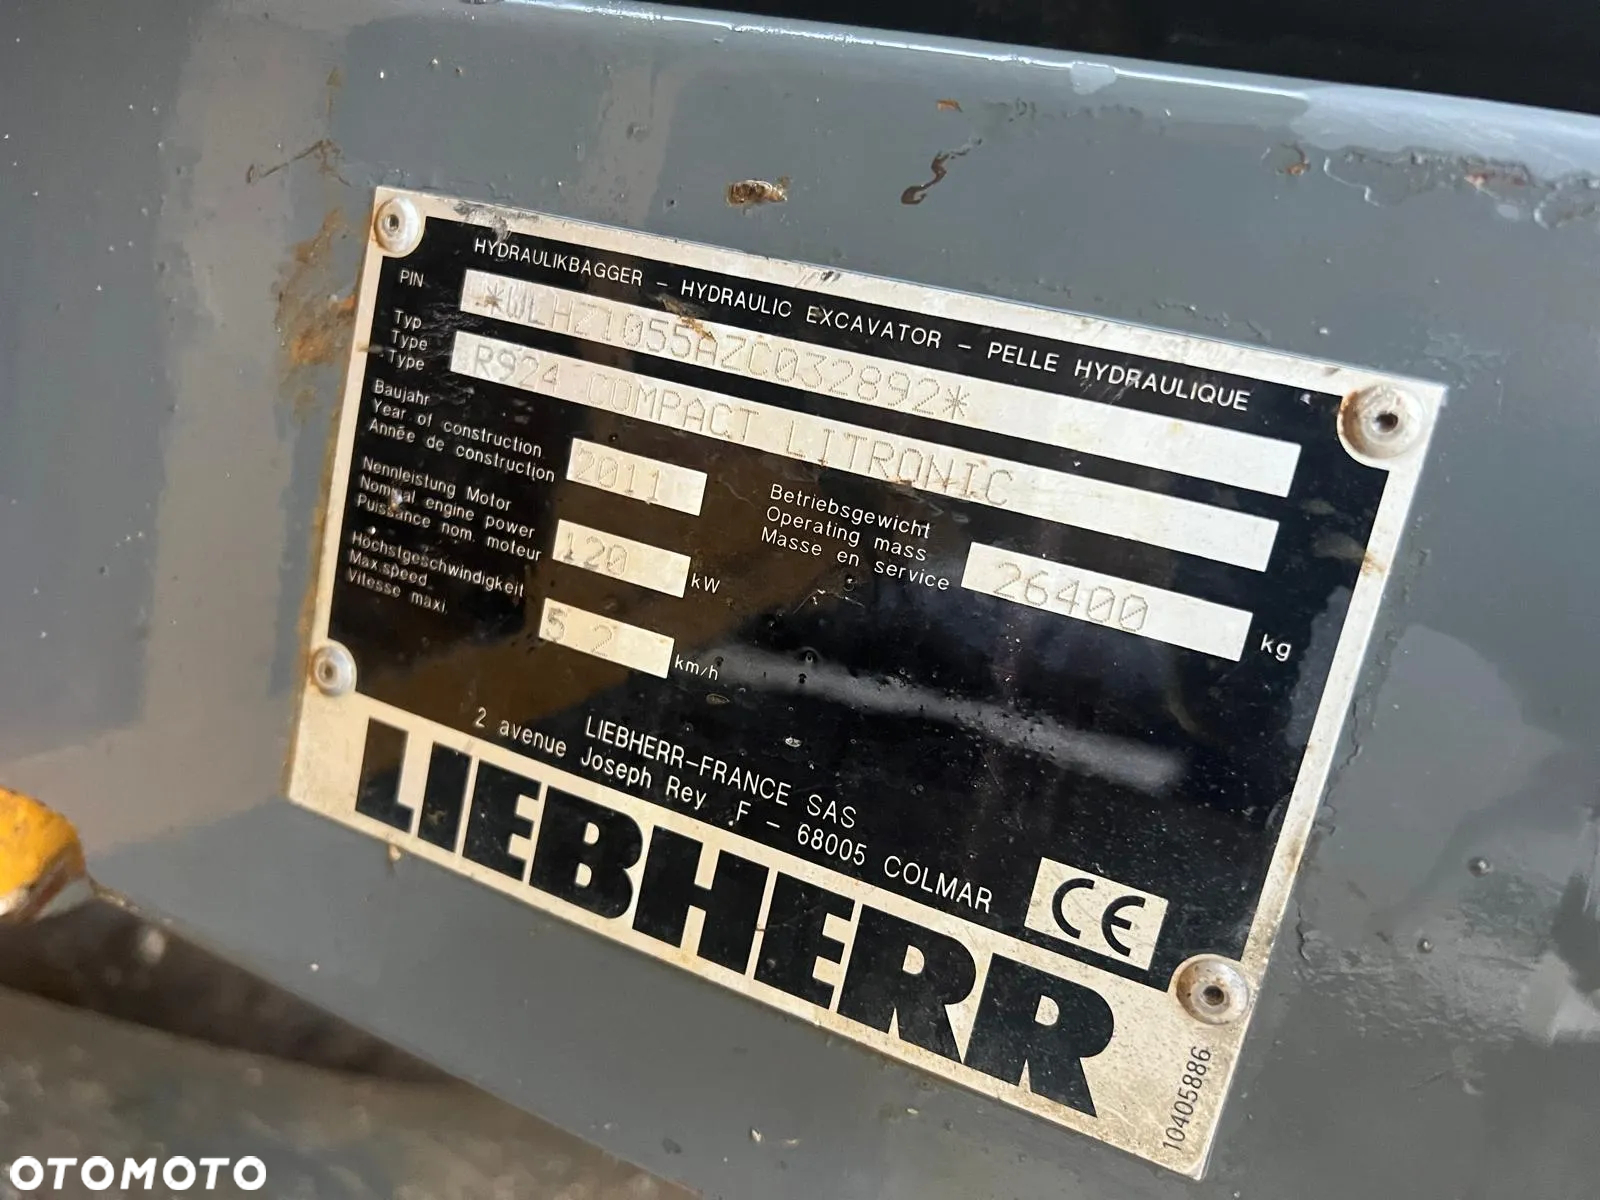 HYDRAULIKBAGGER - HYDRAULIC EXCAVATOR - PELLE HYDRAULIQUE
PIN *WLHZ1055AZC032892*
Typ
Type
Type
R924 COMPACT LITRONIC
Baujahr
Year of construction
Année de construction
2011
Nennleistung Motor
Nominal engine power
Puissance nom. moteur
120 kW
Höchstgeschwindigkeit
Max.speed
Vitesse maxi.
5 2 km/h
Betriebsgewicht
Operating mass
Masse en service
26400 kg
LIEBHERR-FRANCE SAS
2 avenue Joseph Rey F - 68005 COLMAR
CE
LIEBHERR
10405886
OTOMOTO